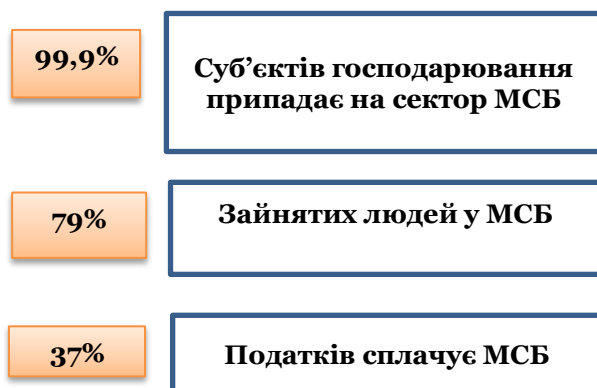 99,9%
Суб’єктів господарювання
припадає на сектор МСБ
79%
Зайнятих людей у МСБ
37%
Податків сплачує МСБ